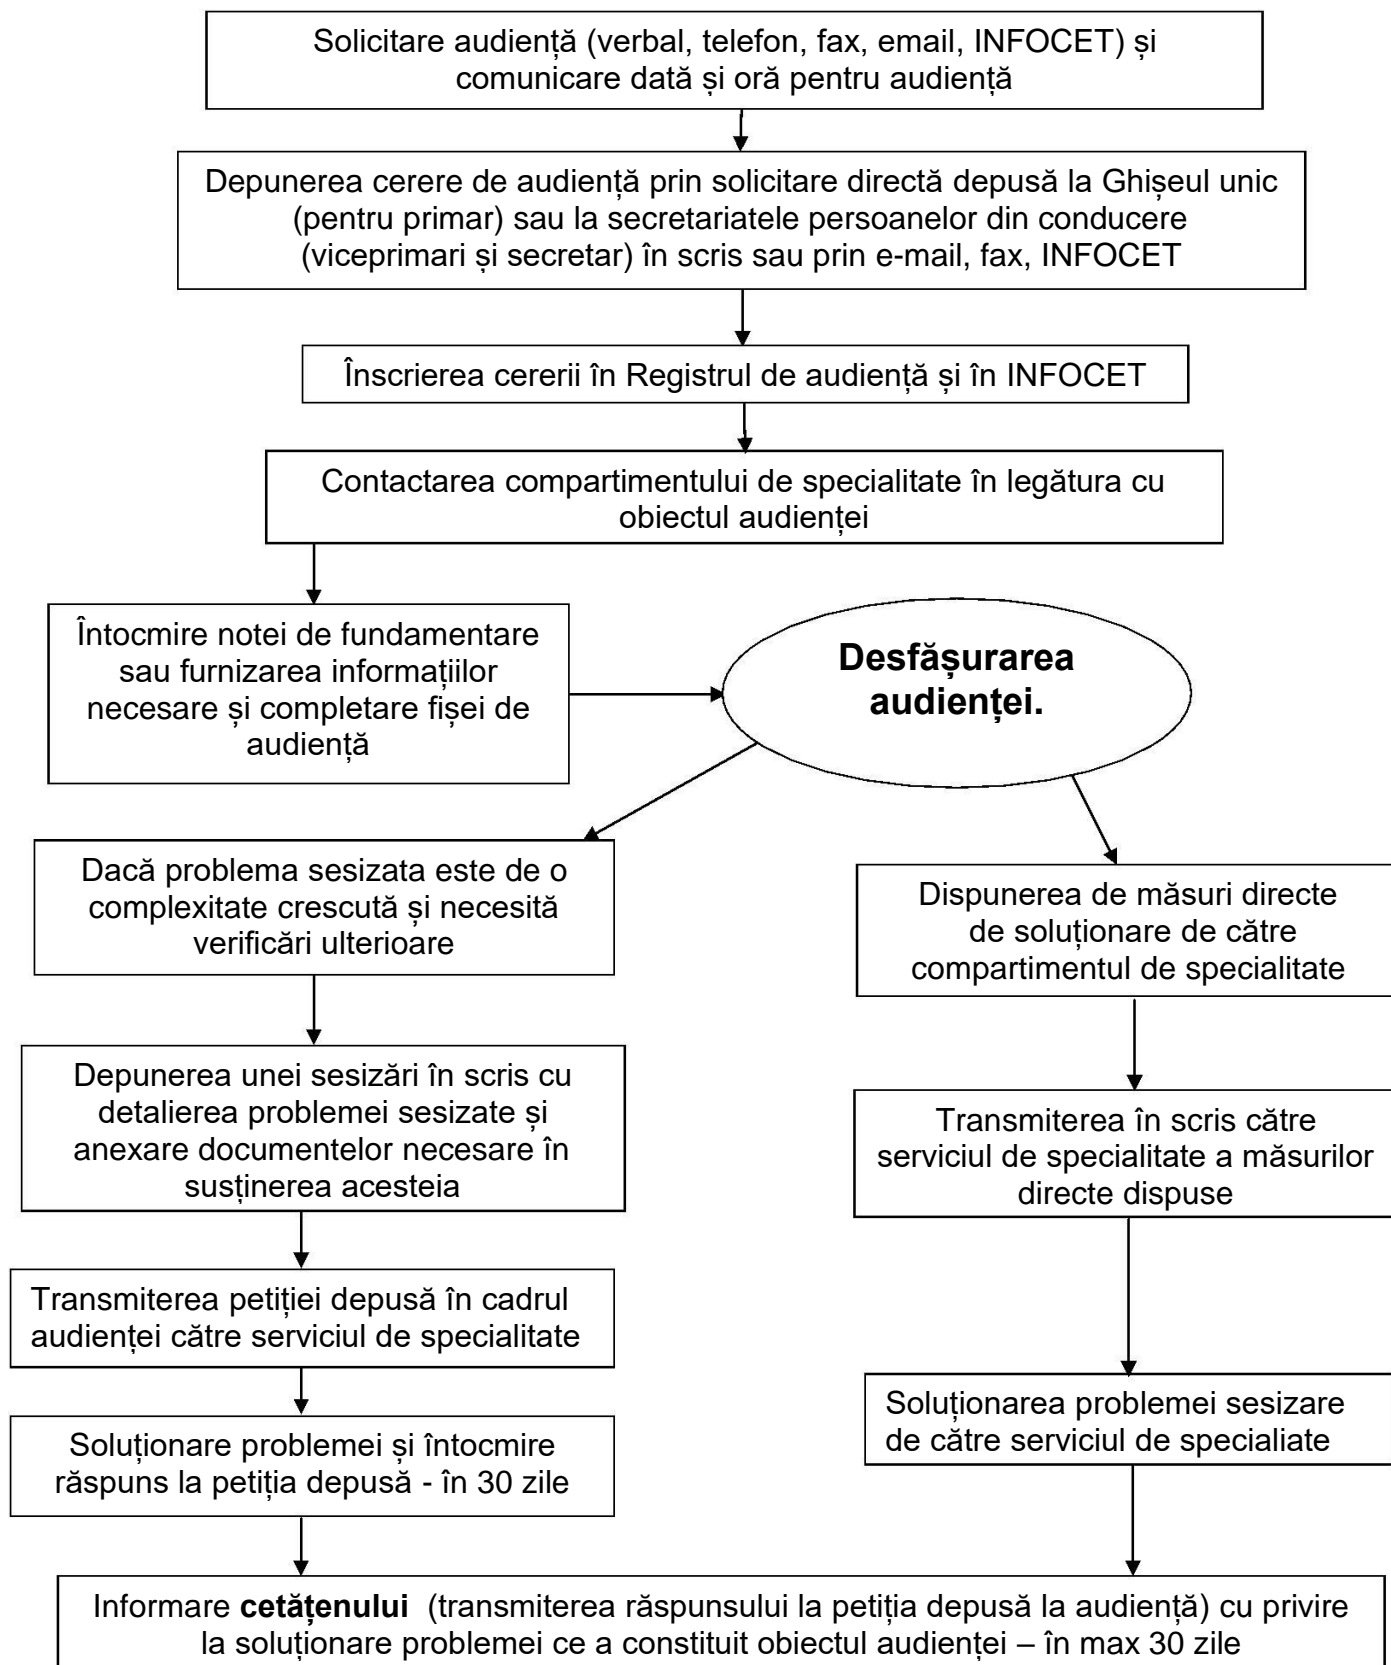 Solicitare audiență (verbal, telefon, fax, email, INFOCET) și
comunicare dată și oră pentru audiență
Depunerea cerere de audiență prin solicitare directă depusă la Ghișeul unic
(pentru primar) sau la secretariatele persoanelor din conducere
(viceprimari și secretar) în scris sau prin e-mail, fax, INFOCET
Înscrierea cererii în Registrul de audiență și în INFOCET
Contactarea compartimentului de specialitate în legătura cu
obiectul audienței
Întocmire notei de fundamentare
sau furnizarea informațiilor
necesare și completare fișei de
audiență
Desfășurarea
audienței.
Dacă problema sesizata este de o
complexitate crescută și necesită
verificări ulterioare
Depunerea unei sesizări în scris cu
detalierea problemei sesizate și
anexare documentelor necesare în
susținerea acesteia
Transmiterea petiției depusă în cadrul
audienței către serviciul de specialitate
Soluționare problemei și întocmire
răspuns la petiția depusă - în 30 zile
Dispunerea de măsuri directe
de soluționare de către
compartimentul de specialitate
Transmiterea în scris către
serviciul de specialitate a măsurilor
directe dispuse
Soluționarea problemei sesizare
de către serviciul de specialiate
Informare cetățenului (transmiterea răspunsului la petiția depusă la audiență) cu privire
la soluționare problemei ce a constituit obiectul audienței – în max 30 zile